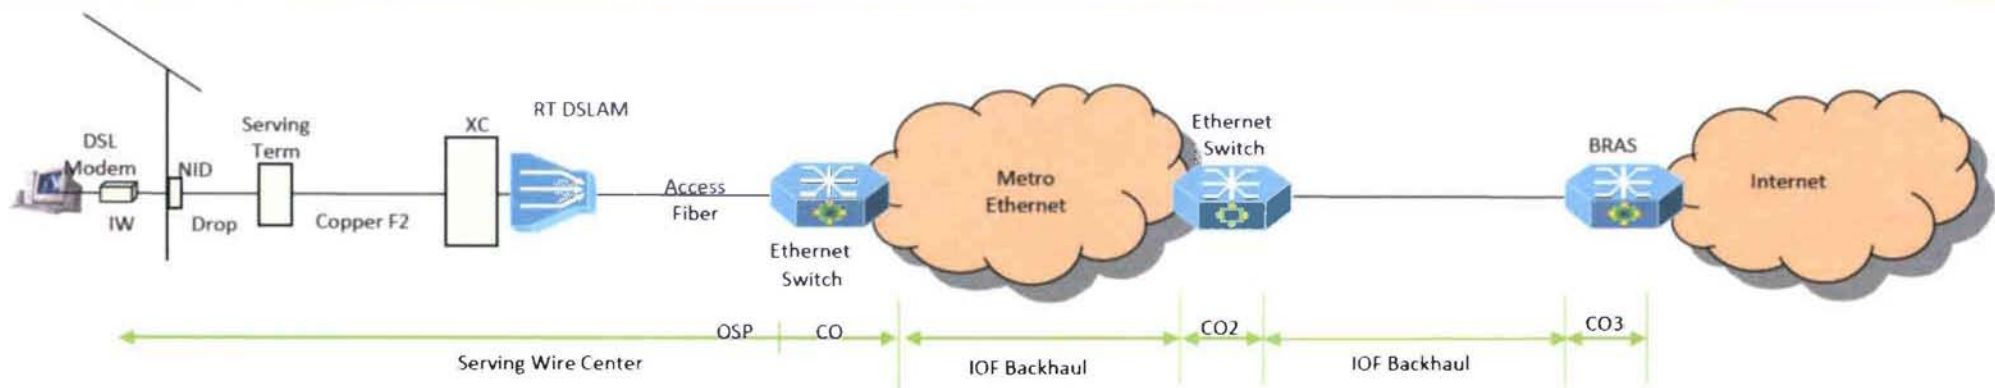 RT DSLAM
DSL
Modem
IW
NID
Drop
Serving
Term
Copper F2
XC
Access
Fiber
Ethernet
Switch
Metro
Ethernet
Ethernet
Switch
BRAS
Internet
OSP
CO
CO2
CO3
Serving Wire Center
IOF Backhaul
IOF Backhaul